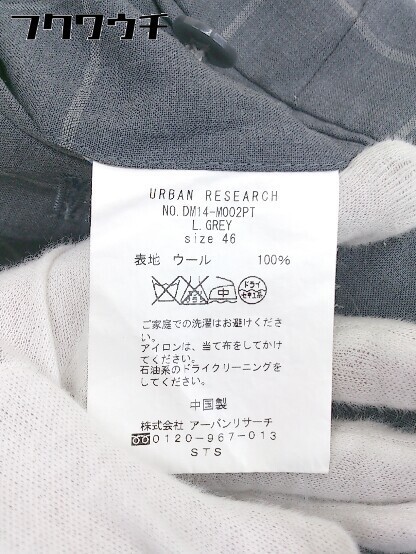 フクワウチ
URBAN RESEARCH
NO.DM14-M002PT
L.GREY
size 46
表地 ウール 100%
中
ドライ
セキユ系
ご家庭での洗濯はお避けくださ
い。
アイロンは、当て布をしてかけ
てください。
石油系のドライクリーニングを
してください。
中国製
株式会社 アーバンリサーチ
0120-967-013
STS